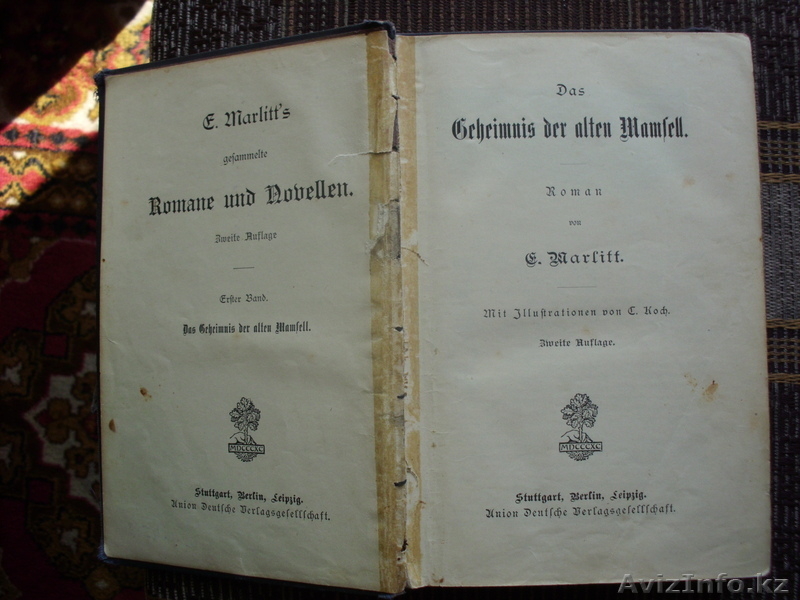 E. Marlitt's
gesammelte
Romane und Novellen.
Zweite Auflage
Erster Band.
Das Geheimnis der alten Mamsell.
MDCCCXC
Stuttgart, Berlin, Leipzig.
Union Deutsche Verlagsgesellschaft.
Das
Geheimnis der alten Mamsell.
Roman
von
E. Marlitt.
Mit Illustrationen von C. Koch.
Zweite Auflage.
MDCCCXC
Stuttgart, Berlin, Leipzig.
Union Deutsche Verlagsgesellschaft.
AvizInfo.kz